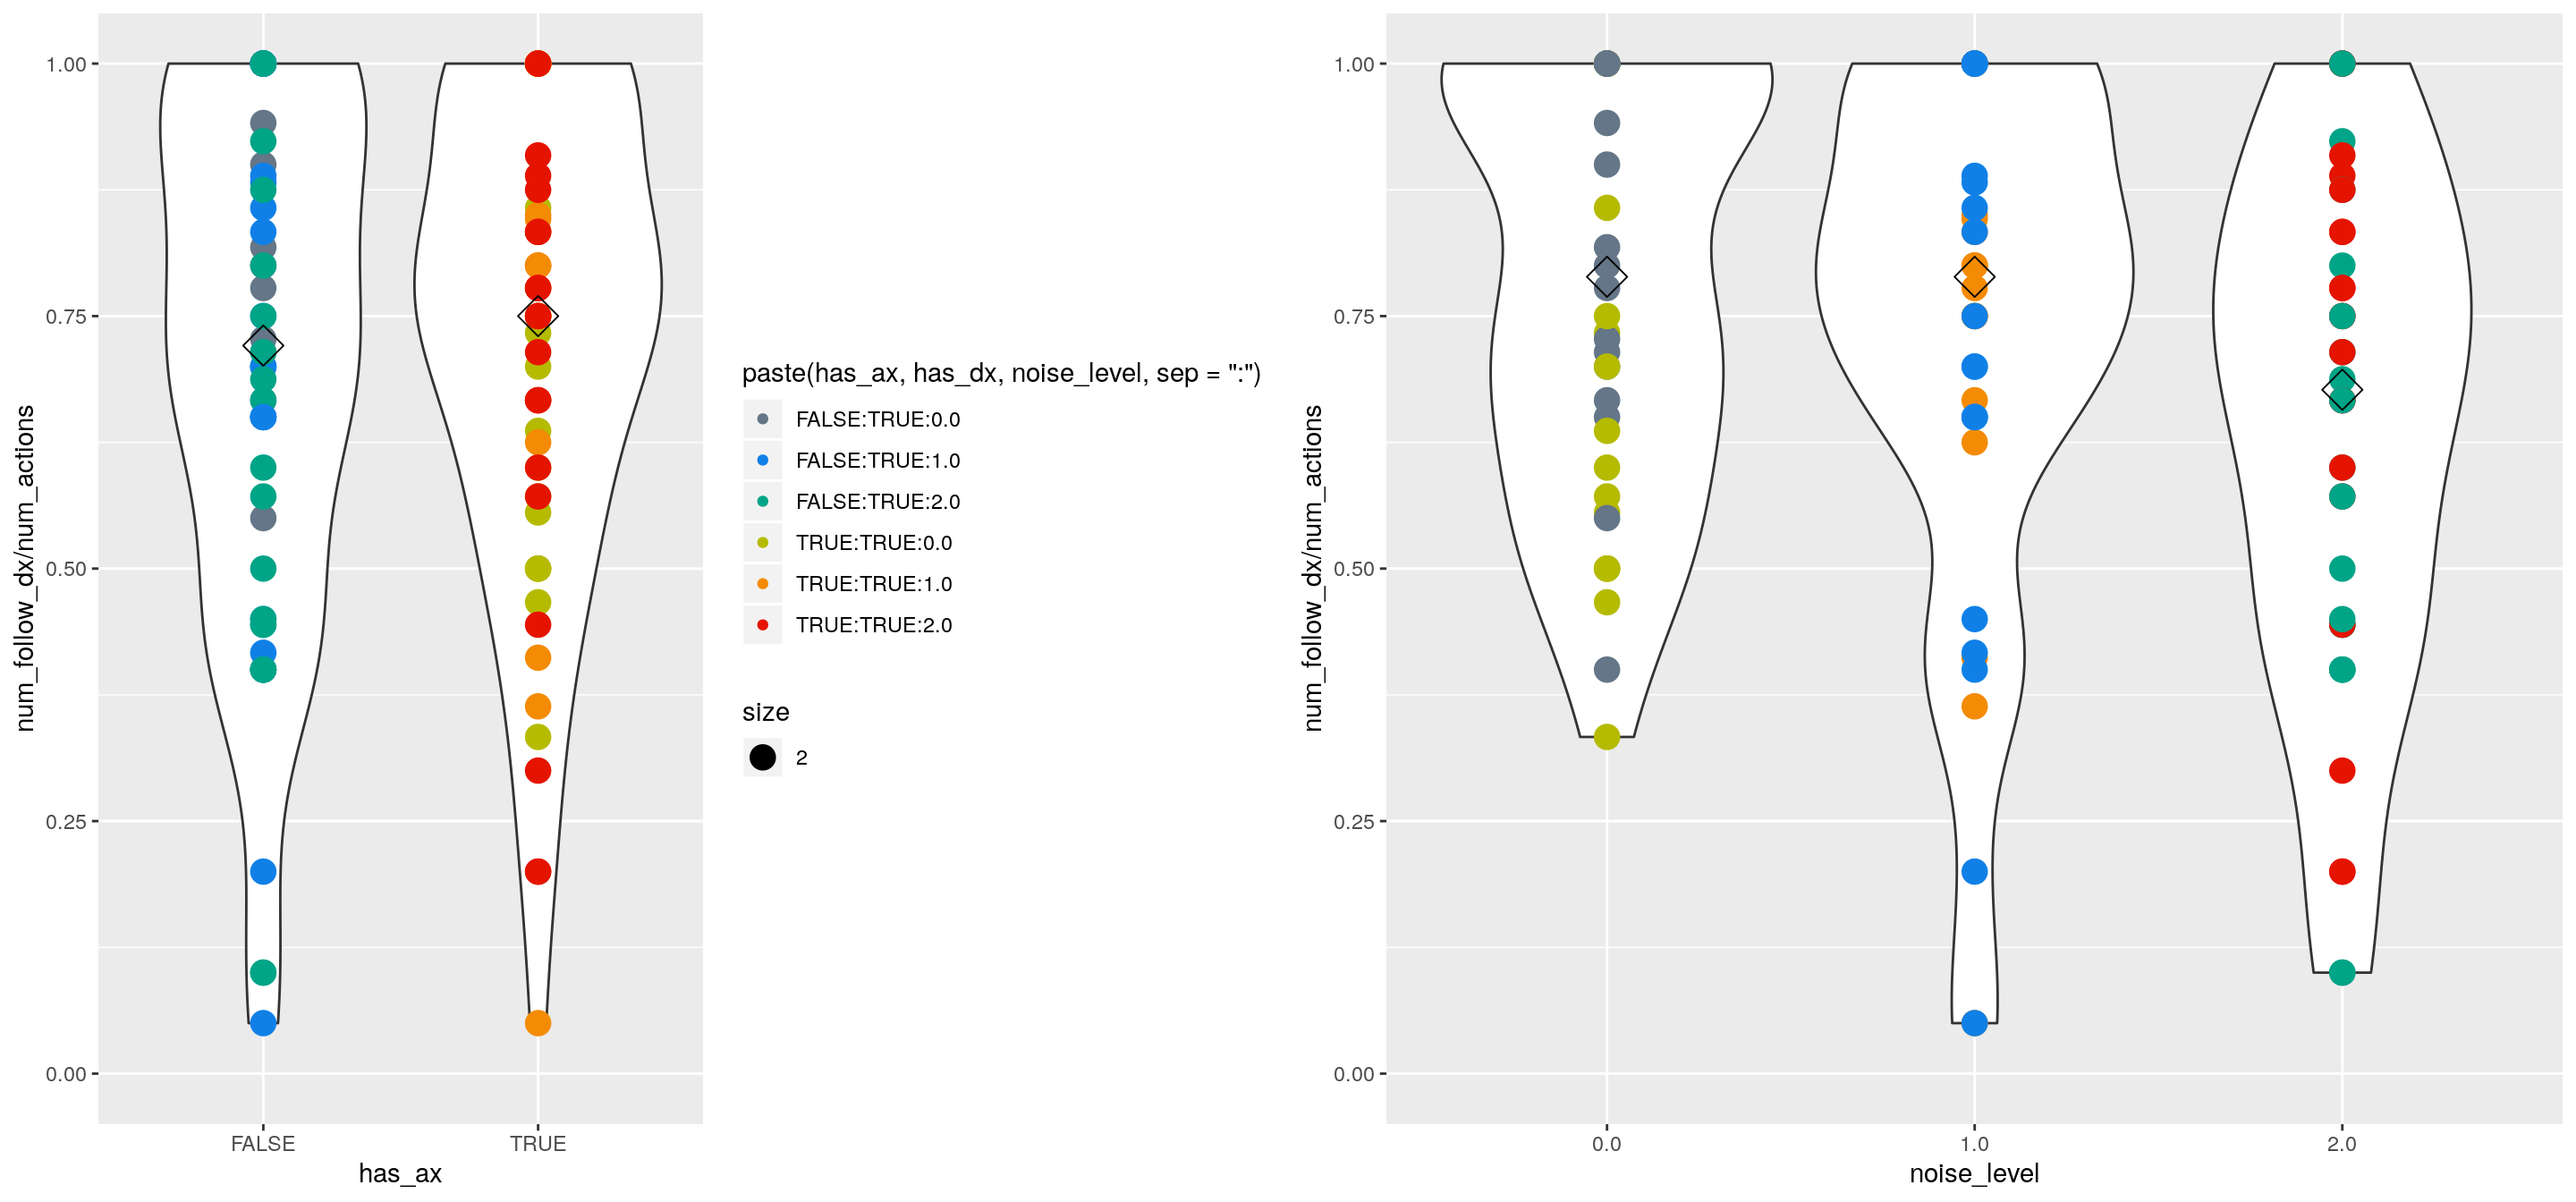 num_follow_dx/num_actions
1.00
0.75
0.50
0.25
0.00
FALSE
TRUE
has_ax
paste(has_ax, has_dx, noise_level, sep = ":")
FALSE:TRUE:0.0
FALSE:TRUE:1.0
FALSE:TRUE:2.0
TRUE:TRUE:0.0
TRUE:TRUE:1.0
TRUE:TRUE:2.0
size
2
num_follow_dx/num_actions
1.00
0.75
0.50
0.25
0.00
0.0
1.0
2.0
noise_level